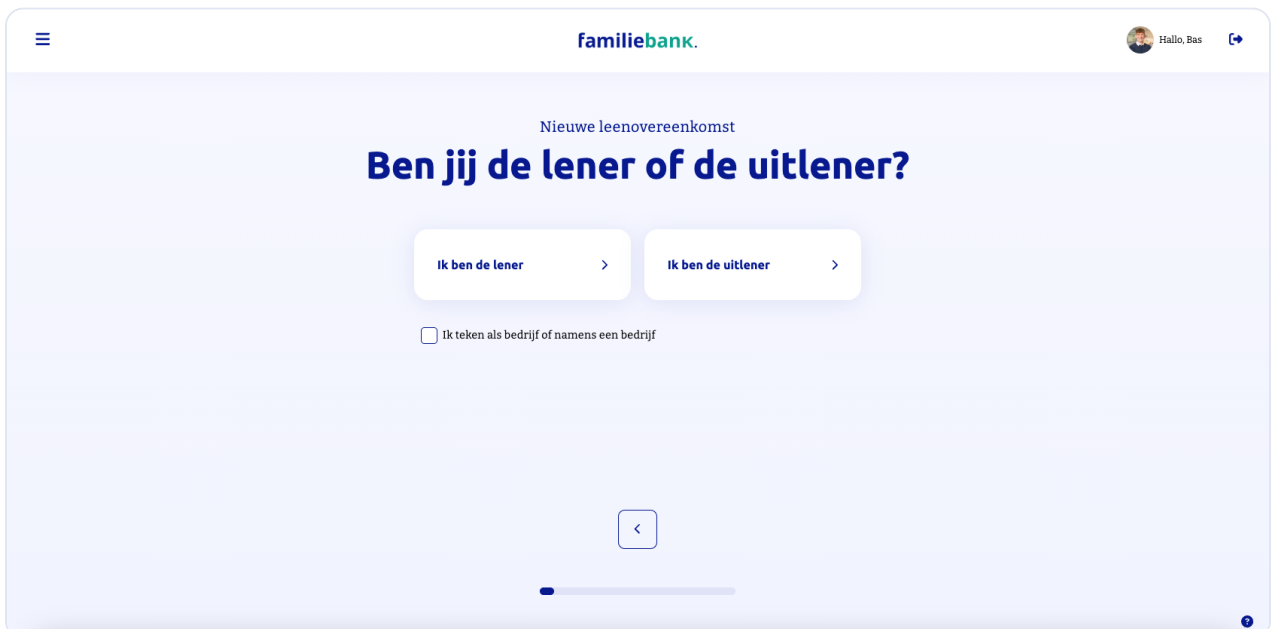 familiebank.
Hallo, Bas
Nieuwe leenovereenkomst
Ben jij de lener of de uitlener?
Ik ben de lener
Ik ben de uitlener
Ik teken als bedrijf of namens een bedrijf
?